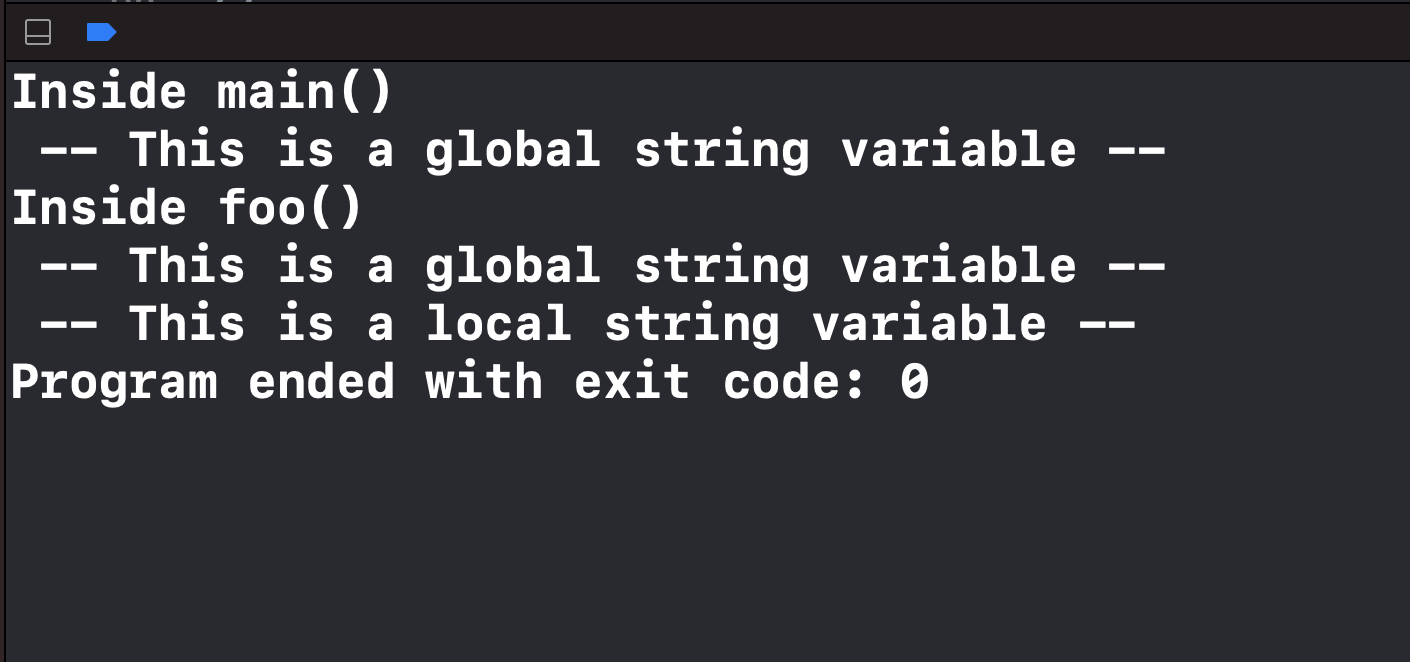 Inside main()
 -- This is a global string variable --
Inside foo()
 -- This is a global string variable --
 -- This is a local string variable --
Program ended with exit code: 0